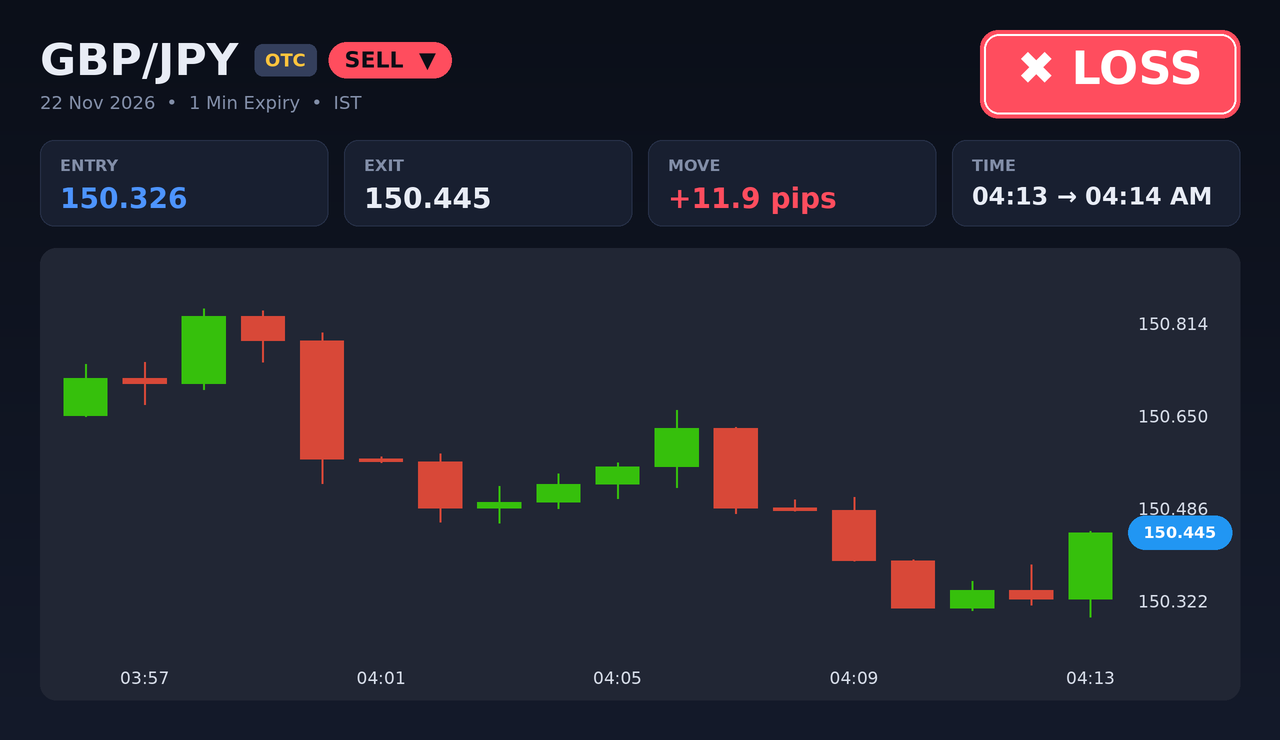 GBP/JPY OTC SELL ▼
✖ LOSS
22 Nov 2026 • 1 Min Expiry • IST
ENTRY
150.326
EXIT
150.445
MOVE
+11.9 pips
TIME
04:13 → 04:14 AM
150.814
150.650
150.486
150.445
150.322
03:57 04:01 04:05 04:09 04:13